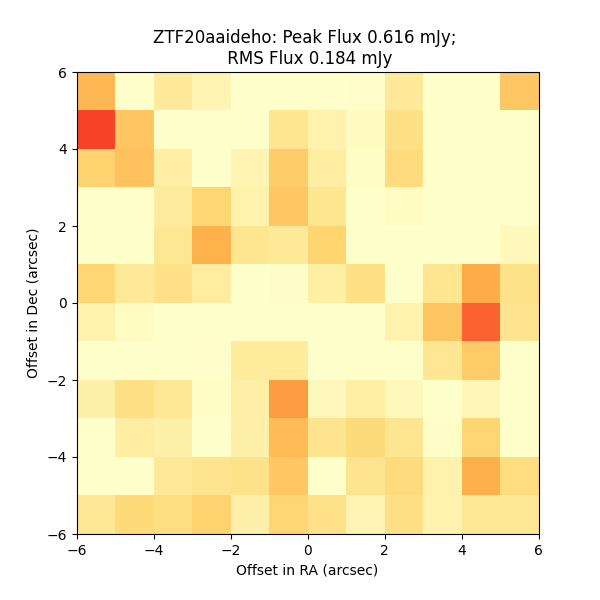 ZTF20aaideho: Peak Flux 0.616 mJy;
RMS Flux 0.184 mJy
6
4
2
0
−2
−4
−6
Offset in Dec (arcsec)
−6 −4 −2 0 2 4 6
Offset in RA (arcsec)